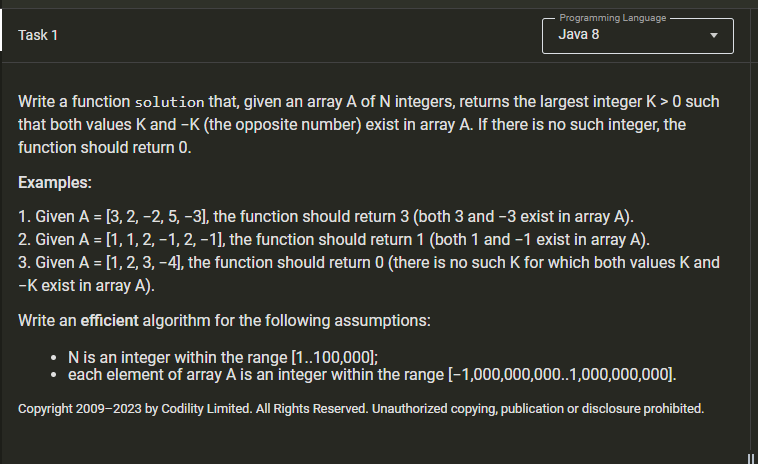 Task 1
Programming Language
Java 8
Write a function solution that, given an array A of N integers, returns the largest integer K > 0 such
that both values K and −K (the opposite number) exist in array A. If there is no such integer, the
function should return 0.
Examples:
1. Given A = [3, 2, −2, 5, −3], the function should return 3 (both 3 and −3 exist in array A).
2. Given A = [1, 1, 2, −1, 2, −1], the function should return 1 (both 1 and −1 exist in array A).
3. Given A = [1, 2, 3, −4], the function should return 0 (there is no such K for which both values K and
−K exist in array A).
Write an efficient algorithm for the following assumptions:
• N is an integer within the range [1..100,000];
• each element of array A is an integer within the range [−1,000,000,000..1,000,000,000].
Copyright 2009–2023 by Codility Limited. All Rights Reserved. Unauthorized copying, publication or disclosure prohibited.